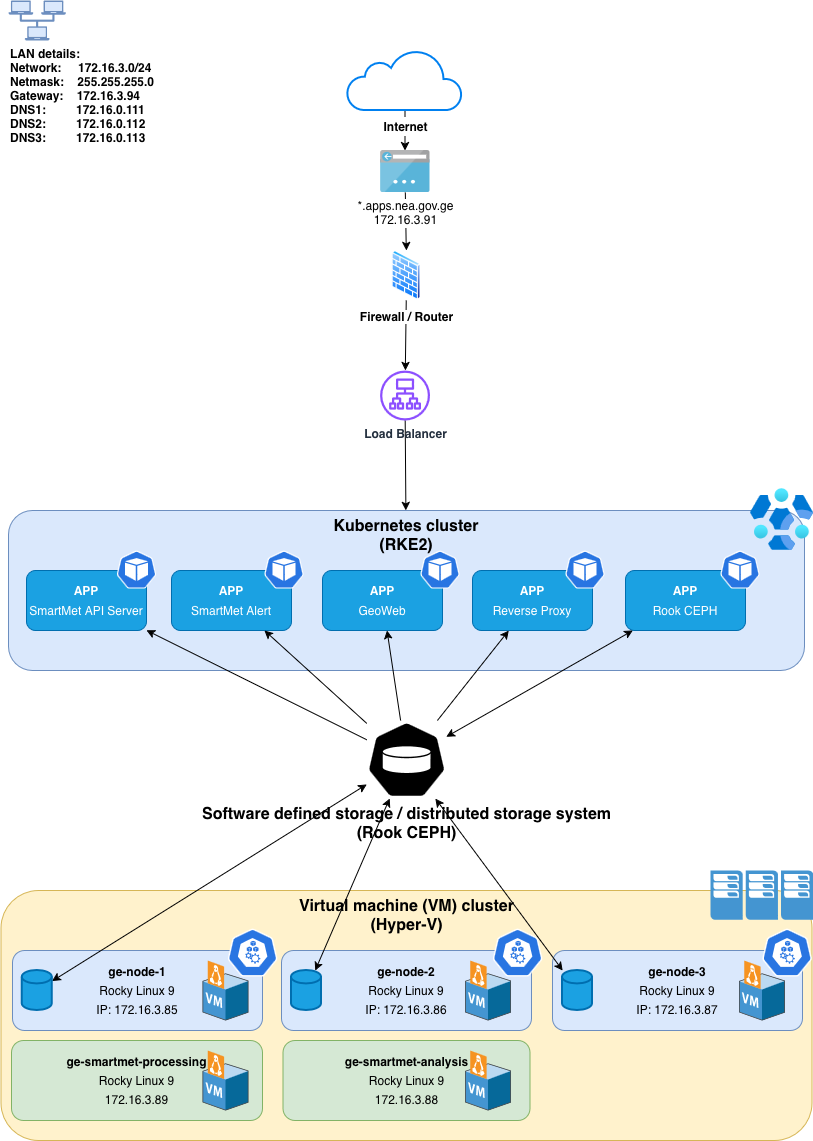 LAN details:
Network: 172.16.3.0/24
Netmask: 255.255.255.0
Gateway: 172.16.3.94
DNS1: 172.16.0.111
DNS2: 172.16.0.112
DNS3: 172.16.0.113
Internet
*.apps.nea.gov.ge
172.16.3.91
Firewall / Router
Load Balancer
Kubernetes cluster
(RKE2)
APP
SmartMet API Server
APP
SmartMet Alert
APP
GeoWeb
APP
Reverse Proxy
APP
Rook CEPH
Software defined storage / distributed storage system
(Rook CEPH)
Virtual machine (VM) cluster
(Hyper-V)
ge-node-1
Rocky Linux 9
IP: 172.16.3.85
VM
ge-node-2
Rocky Linux 9
IP: 172.16.3.86
VM
ge-node-3
Rocky Linux 9
IP: 172.16.3.87
VM
ge-smartmet-processing
Rocky Linux 9
172.16.3.89
VM
ge-smartmet-analysis
Rocky Linux 9
172.16.3.88
VM